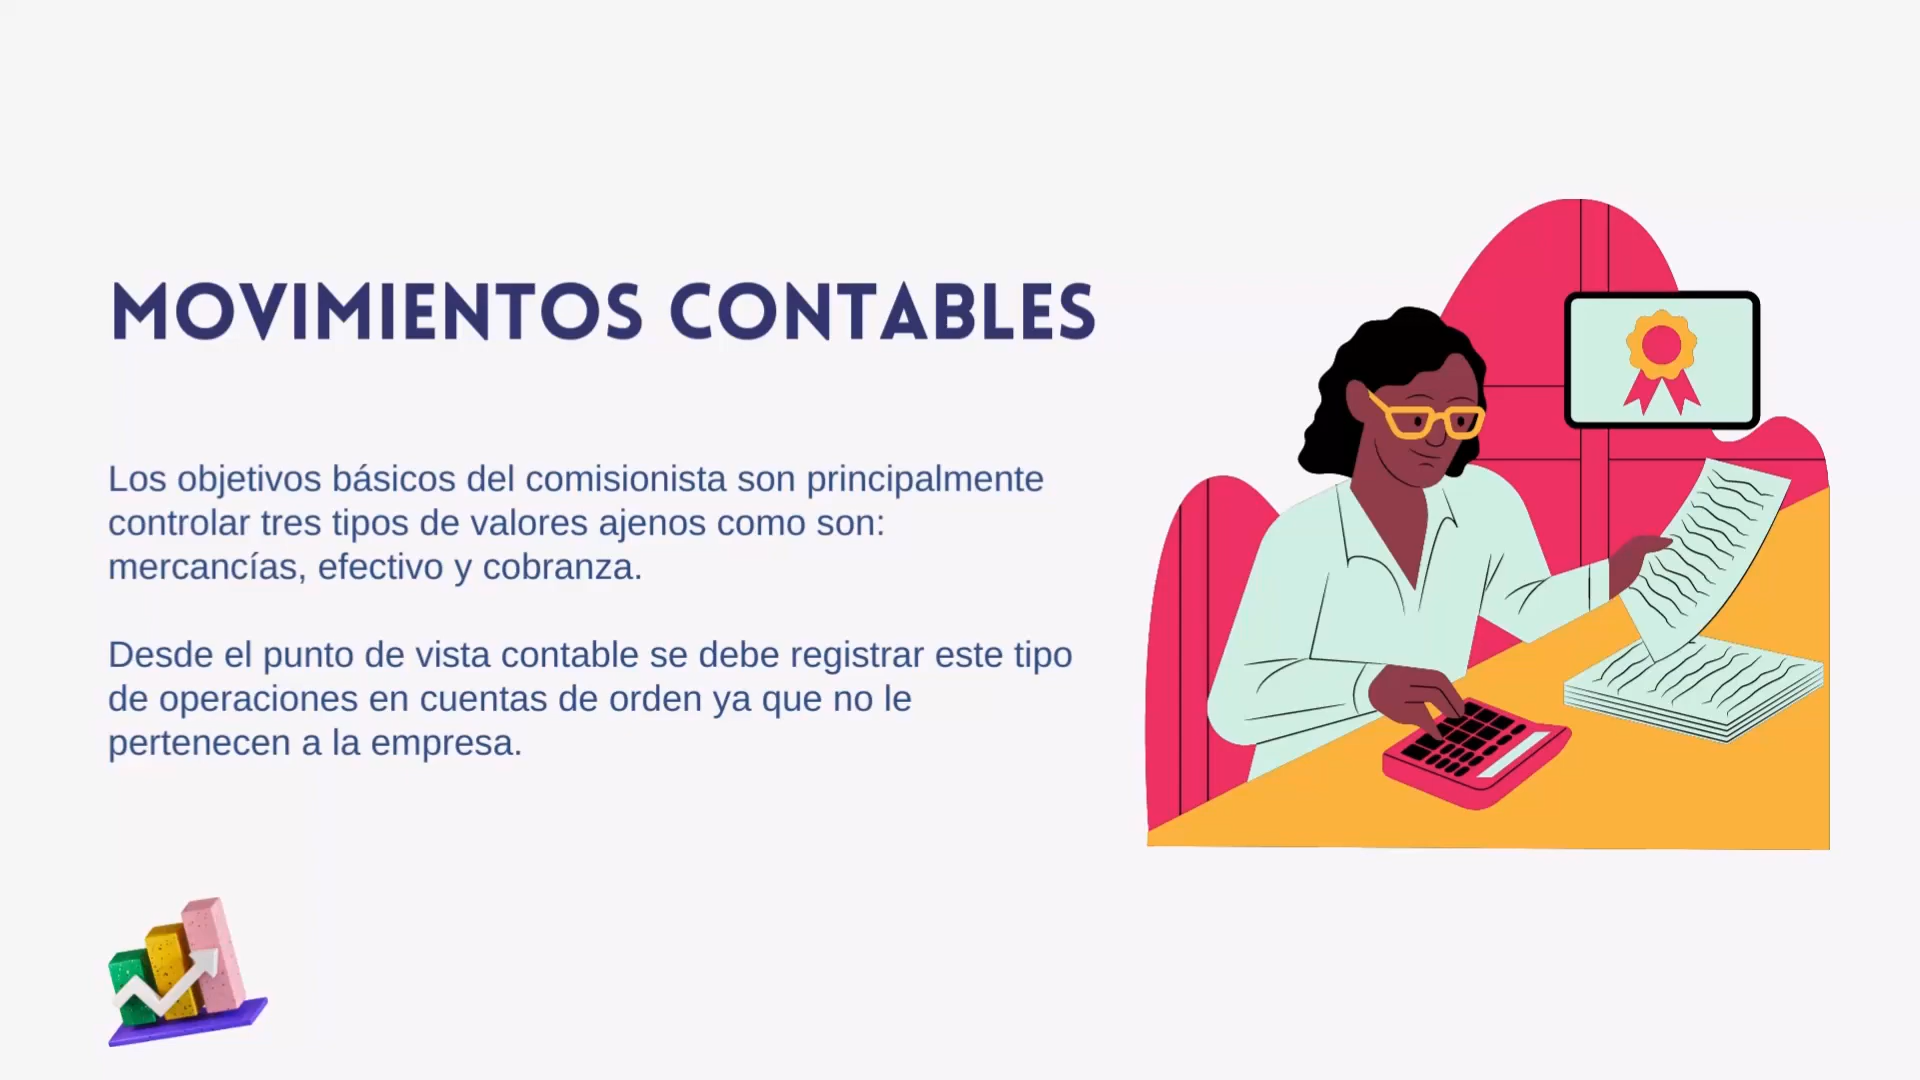 MOVIMIENTOS CONTABLES
Los objetivos básicos del comisionista son principalmente
controlar tres tipos de valores ajenos como son:
mercancías, efectivo y cobranza.
Desde el punto de vista contable se debe registrar este tipo
de operaciones en cuentas de orden ya que no le
pertenecen a la empresa.